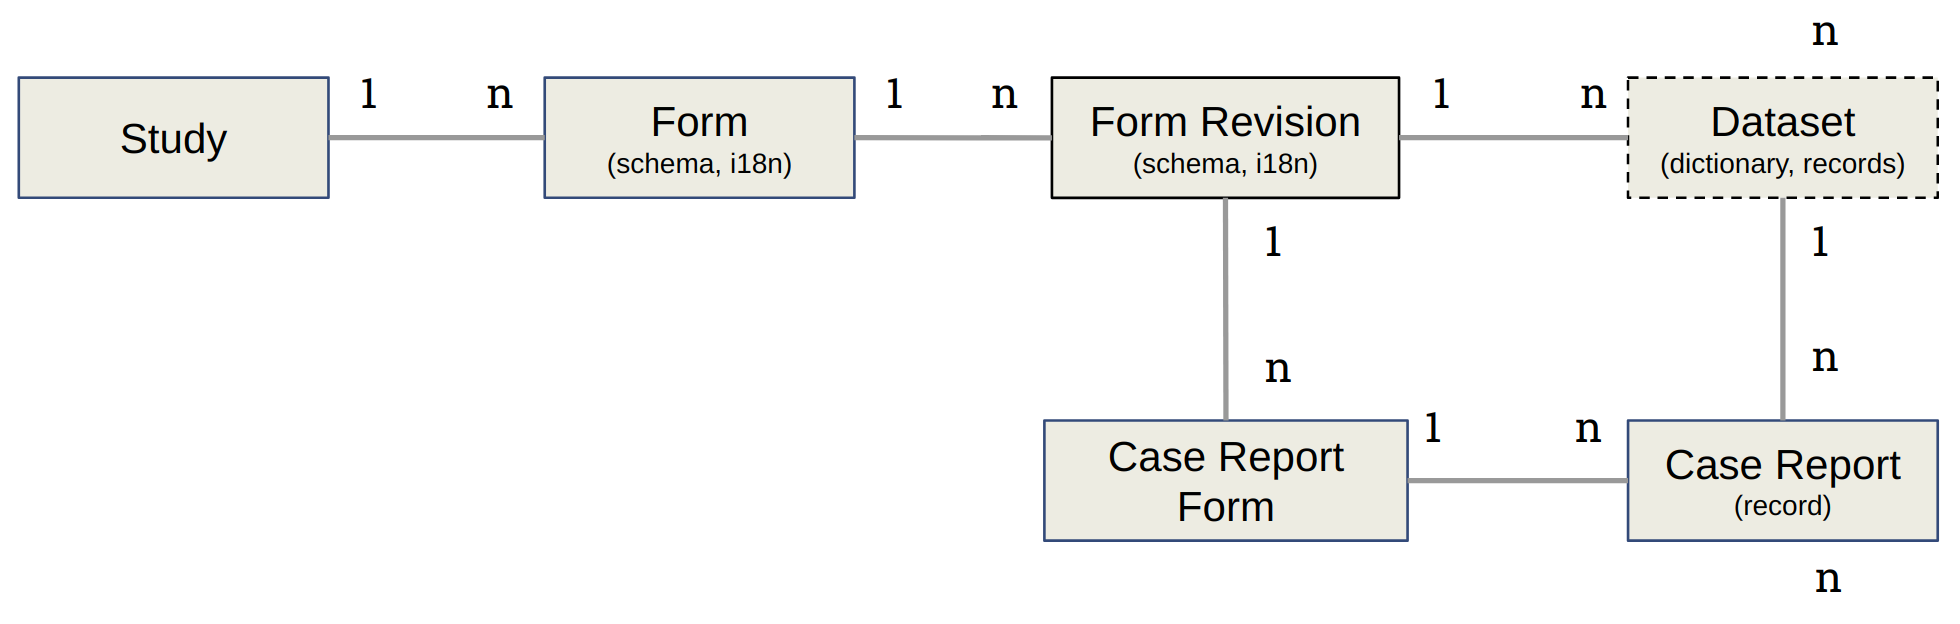 n
1
n
1
n
1
n
Study
Form
(schema, i18n)
Form Revision
(schema, i18n)
Dataset
(dictionary, records)
1
1
n
n
1
n
Case Report
Form
Case Report
(record)
n